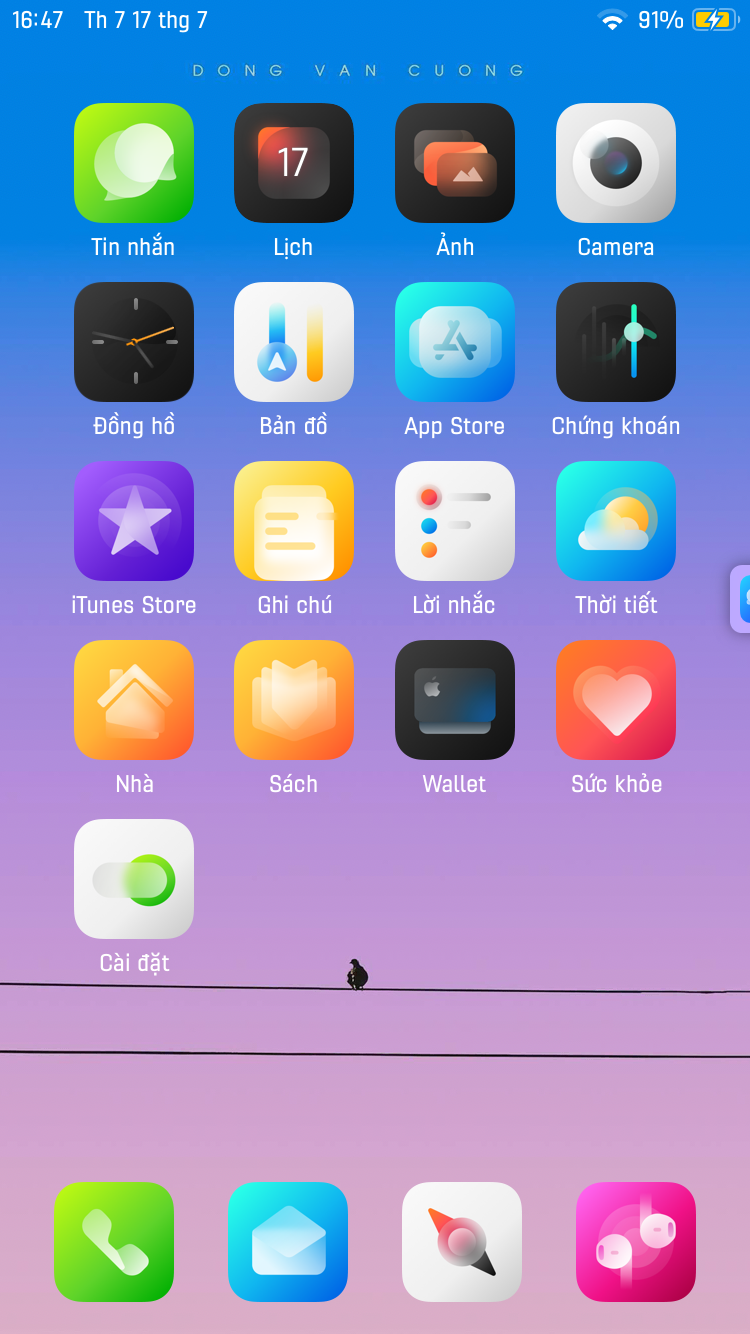 16:47 Th 7 17 thg 7 91%
DONG VAN CUONG
17
Tin nhắn Lịch Ảnh Camera
Đồng hồ Bản đồ App Store Chứng khoán
iTunes Store Ghi chú Lời nhắc Thời tiết
Nhà Sách Wallet Sức khỏe
Cài đặt